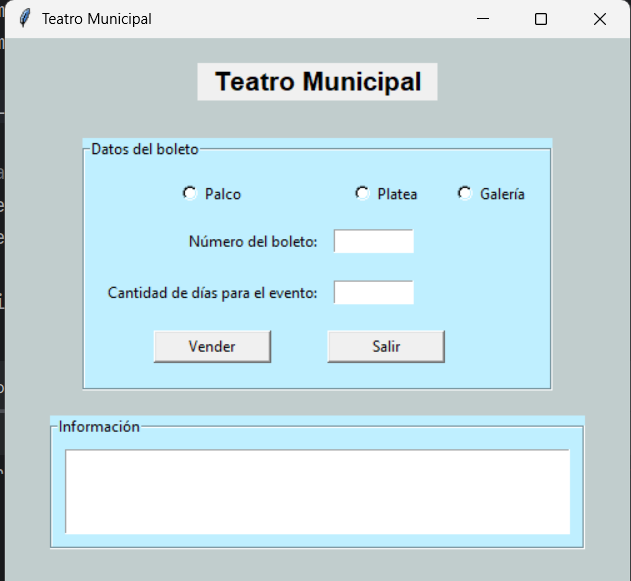 Teatro Municipal
Teatro Municipal
Datos del boleto
Palco Platea Galería
Número del boleto:
Cantidad de días para el evento:
Vender Salir
Información